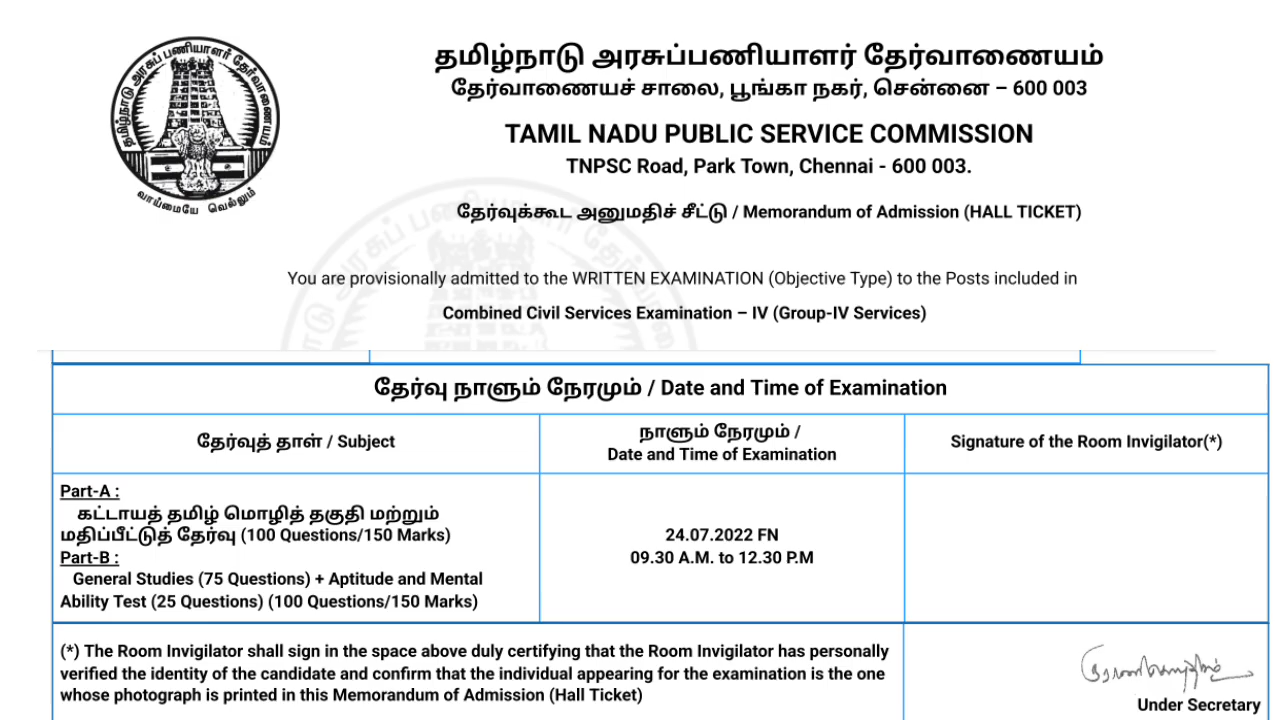 தமிழ்நாடு அரசுப்பணியாளர் தேர்வாணையம்
தேர்வாணையச் சாலை, பூங்கா நகர், சென்னை – 600 003
TAMIL NADU PUBLIC SERVICE COMMISSION
TNPSC Road, Park Town, Chennai - 600 003.
தமிழ்நாடு அரசுப் பணியாளர் தேர்வாணையம்
வாய்மையே வெல்லும்
தேர்வுக்கூட அனுமதிச் சீட்டு / Memorandum of Admission (HALL TICKET)
You are provisionally admitted to the WRITTEN EXAMINATION (Objective Type) to the Posts included in
Combined Civil Services Examination – IV (Group-IV Services)
தேர்வு நாளும் நேரமும் / Date and Time of Examination
தேர்வுத் தாள் / Subject
நாளும் நேரமும் /
Date and Time of Examination
Signature of the Room Invigilator(*)
Part-A :
கட்டாயத் தமிழ் மொழித் தகுதி மற்றும்
மதிப்பீட்டுத் தேர்வு (100 Questions/150 Marks)
Part-B :
General Studies (75 Questions) + Aptitude and Mental
Ability Test (25 Questions) (100 Questions/150 Marks)
24.07.2022 FN
09.30 A.M. to 12.30 P.M
(*) The Room Invigilator shall sign in the space above duly certifying that the Room Invigilator has personally
verified the identity of the candidate and confirm that the individual appearing for the examination is the one
whose photograph is printed in this Memorandum of Admission (Hall Ticket)
Under Secretary